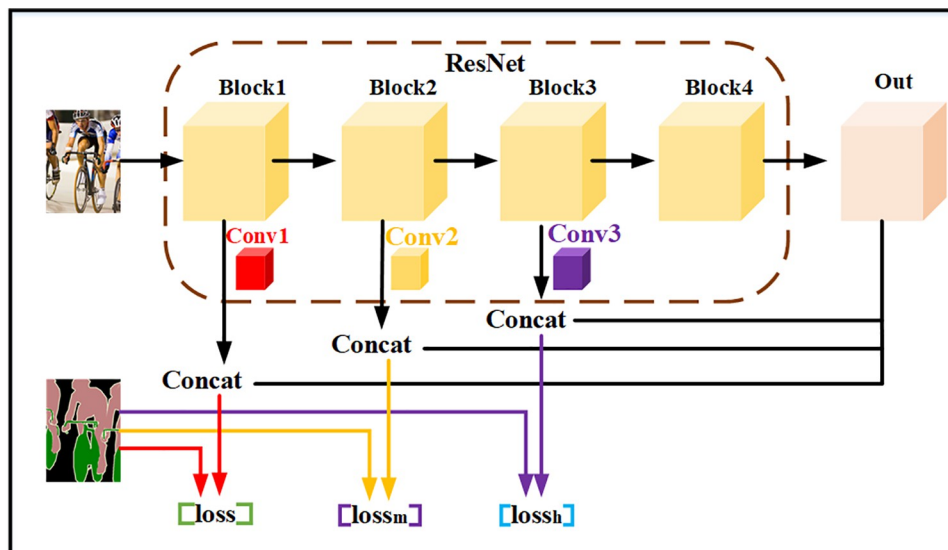 ResNet
Block1 Block2 Block3 Block4 Out
Conv1 Conv2 Conv3
Concat
Concat
Concat
[loss] [lossm] [lossh]